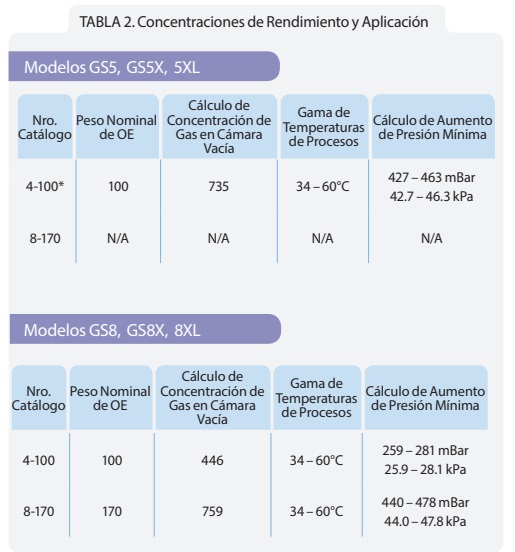 TABLA 2. Concentraciones de Rendimiento y Aplicación
Modelos GS5, GS5X, 5XL
Nro. Catálogo Peso Nominal de OE Cálculo de Concentración de Gas en Cámara Vacía Gama de Temperaturas de Procesos Cálculo de Aumento de Presión Mínima
4-100* 100 735 34 – 60°C 427 – 463 mBar
42.7 – 46.3 kPa
8-170 N/A N/A N/A N/A
Modelos GS8, GS8X, 8XL
Nro. Catálogo Peso Nominal de OE Cálculo de Concentración de Gas en Cámara Vacía Gama de Temperaturas de Procesos Cálculo de Aumento de Presión Mínima
4-100 100 446 34 – 60°C 259 – 281 mBar
25.9 – 28.1 kPa
8-170 170 759 34 – 60°C 440 – 478 mBar
44.0 – 47.8 kPa